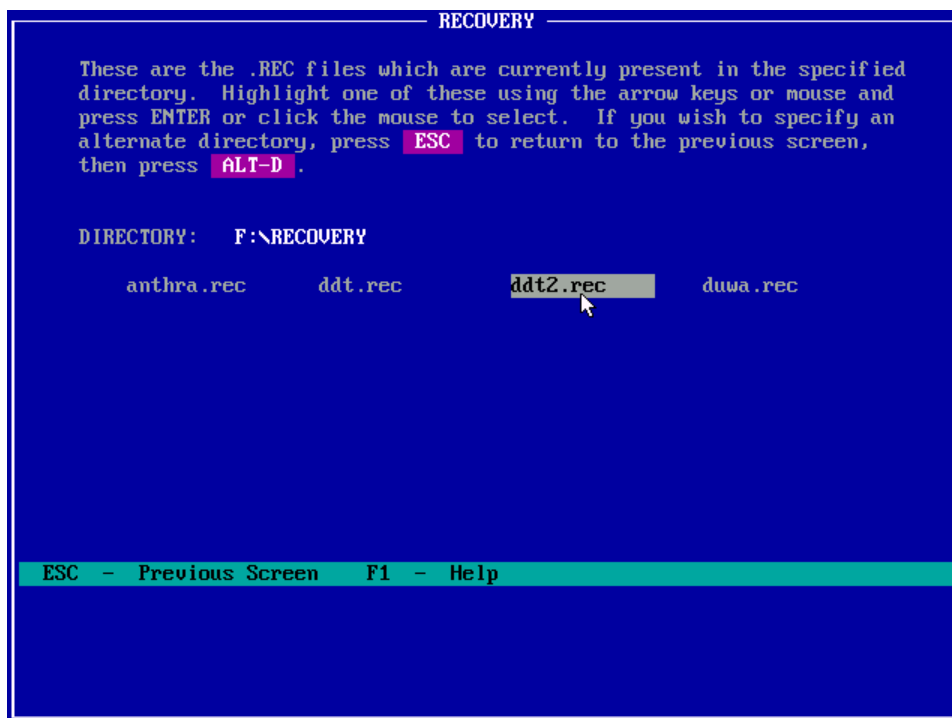 RECOVERY
These are the .REC files which are currently present in the specified
directory. Highlight one of these using the arrow keys or mouse and
press ENTER or click the mouse to select. If you wish to specify an
alternate directory, press ESC to return to the previous screen,
then press ALT-D .
DIRECTORY: F:\RECOVERY
anthra.rec ddt.rec ddt2.rec duwa.rec
ESC - Previous Screen F1 - Help